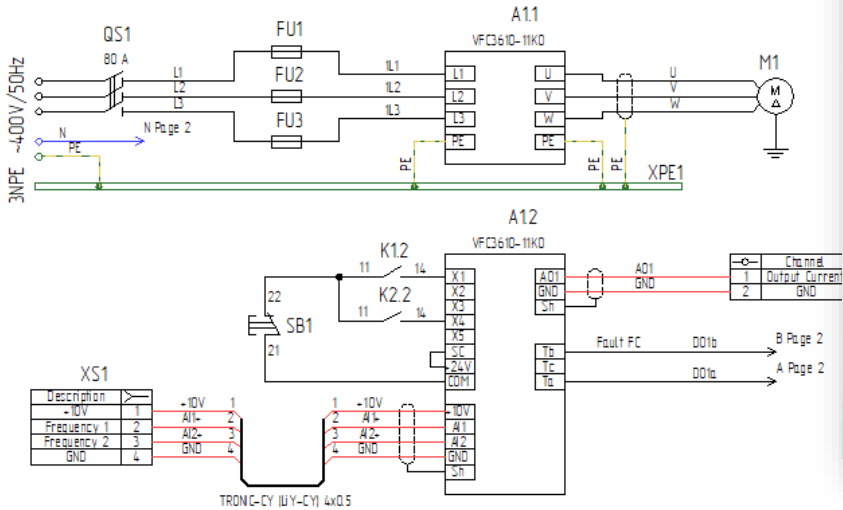 A1.1
QS1
FU1
VFC3610-11K0
80 A
M1
3NPE ~400V/50Hz
L1
1L1
L1
U
U
L2
FU2
1L2
L2
V
V
M
Δ
L3
1L3
L3
W
W
N
N Page 2
FU3
PE
PE
PE
PE
PE
PE
XPE1
A1.2
VFC3610-11K0
K1.2
11
14
X1
AO1
AO1
Channel
X2
GND
GND
1
Output Current
22
K2.2
X3
Sh
2
GND
SB1
11
14
X4
X5
21
SC
Tb
Fault FC
DO1b
B Page 2
+24V
Tc
COM
Ta
DO1a
A Page 2
XS1
Description
+10V
1
+10V
1
1
+10V
+10V
Frequency 1
2
AI1+
2
2
AI1+
AI1
Frequency 2
3
AI2+
3
3
AI2+
AI2
GND
4
GND
4
4
GND
GND
Sh
TRONIC-CY (LiY-CY) 4x0.5